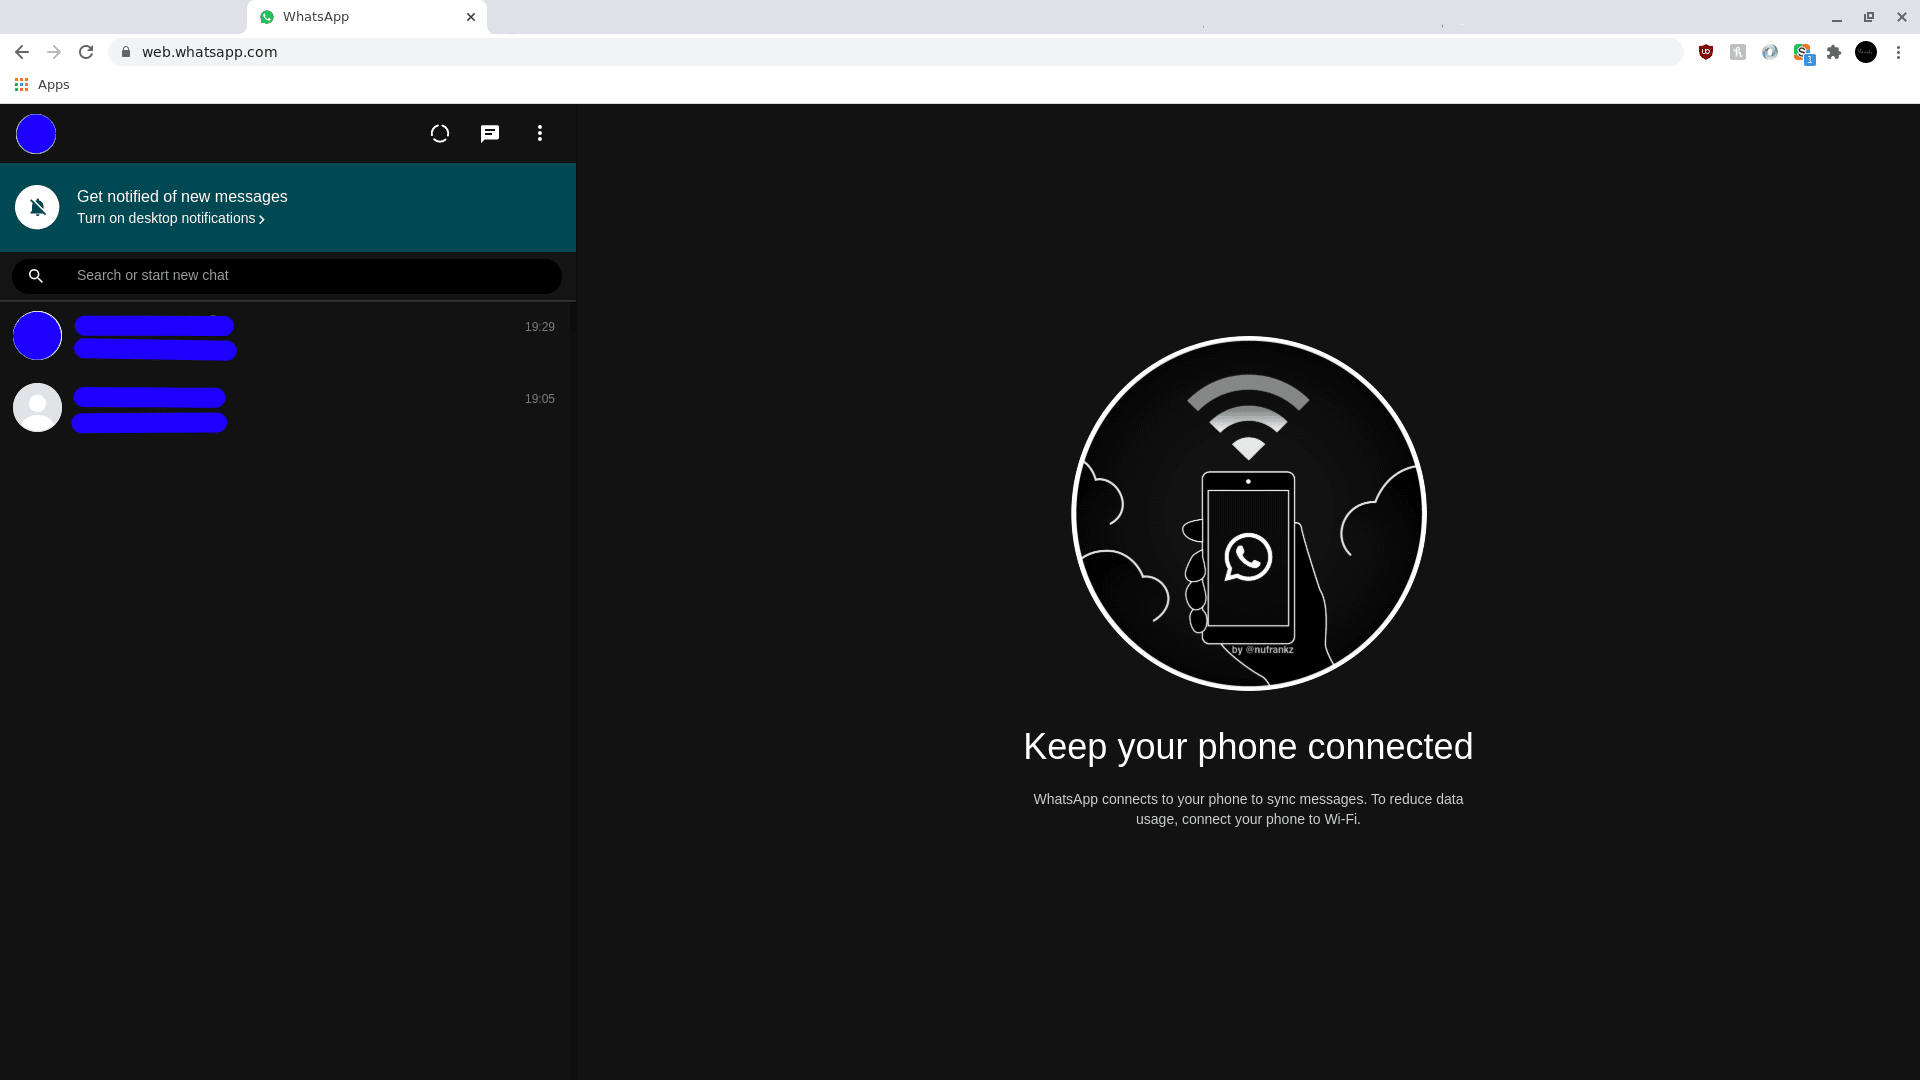 WhatsApp
web.whatsapp.com
Apps
Get notified of new messages
Turn on desktop notifications
Search or start new chat
19:29
19:05
by @nufrankz
Keep your phone connected
WhatsApp connects to your phone to sync messages. To reduce data
usage, connect your phone to Wi-Fi.